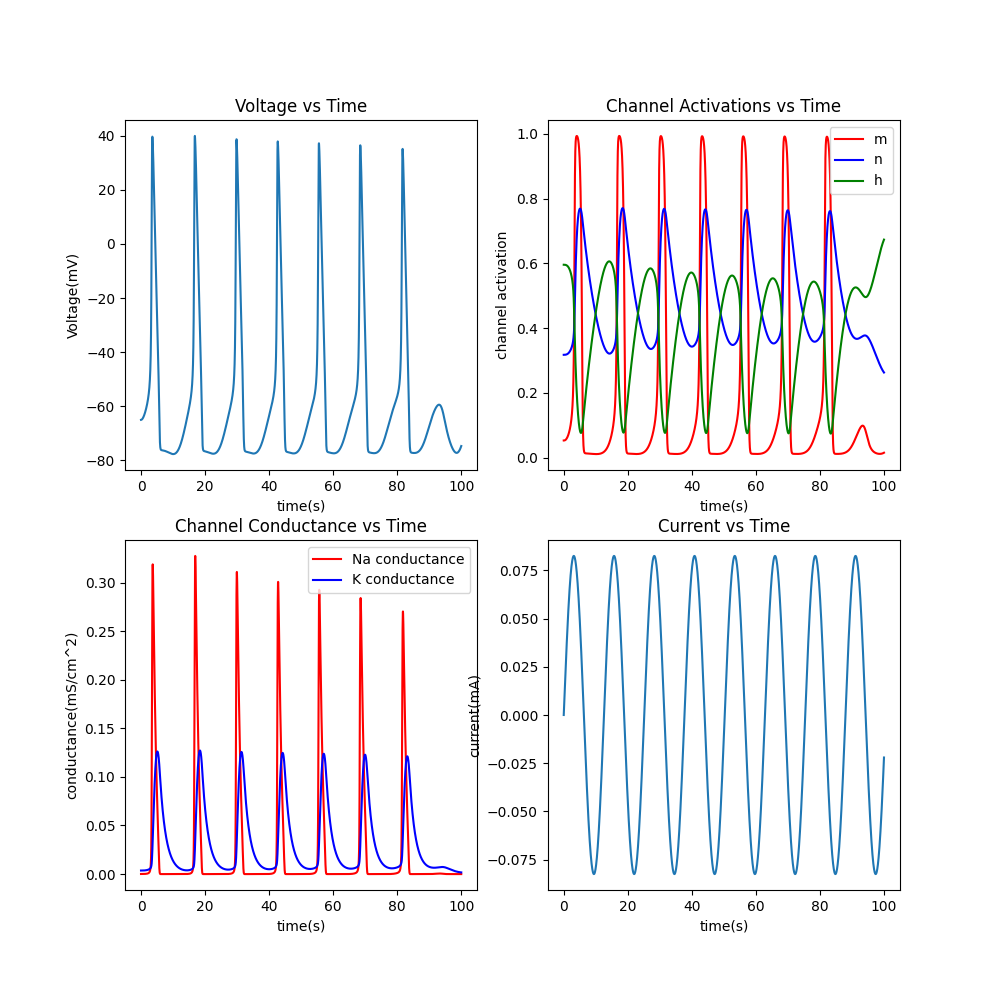 Voltage vs Time
Voltage(mV)
40
20
0
−20
−40
−60
−80
0 20 40 60 80 100
time(s)
Channel Activations vs Time
channel activation
1.0
0.8
0.6
0.4
0.2
0.0
m
n
h
0 20 40 60 80 100
time(s)
Channel Conductance vs Time
conductance(mS/cm^2)
0.30
0.25
0.20
0.15
0.10
0.05
0.00
Na conductance
K conductance
0 20 40 60 80 100
time(s)
Current vs Time
current(mA)
0.075
0.050
0.025
0.000
−0.025
−0.050
−0.075
0 20 40 60 80 100
time(s)